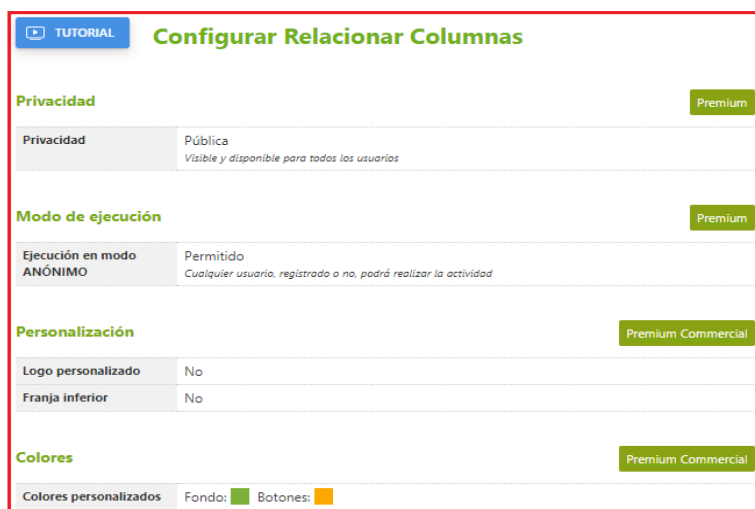 TUTORIAL
Configurar Relacionar Columnas
Privacidad
Premium
Privacidad
Pública
Visible y disponible para todos los usuarios
Modo de ejecución
Premium
Ejecución en modo
ANÓNIMO
Permitido
Cualquier usuario, registrado o no, podrá realizar la actividad
Personalización
Premium Commercial
Logo personalizado
No
Franja inferior
No
Colores
Premium Commercial
Colores personalizados
Fondo: Botones: